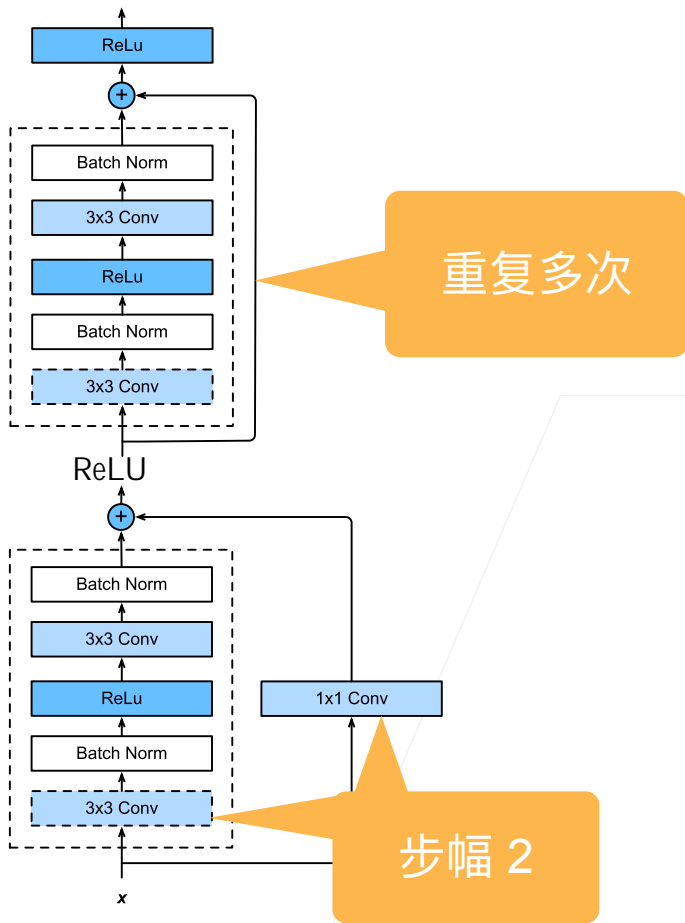 ReLu
+
Batch Norm
3x3 Conv
ReLu
Batch Norm
3x3 Conv
重复多次
ReLU
+
Batch Norm
3x3 Conv
ReLu
1x1 Conv
Batch Norm
3x3 Conv
步幅 2
x